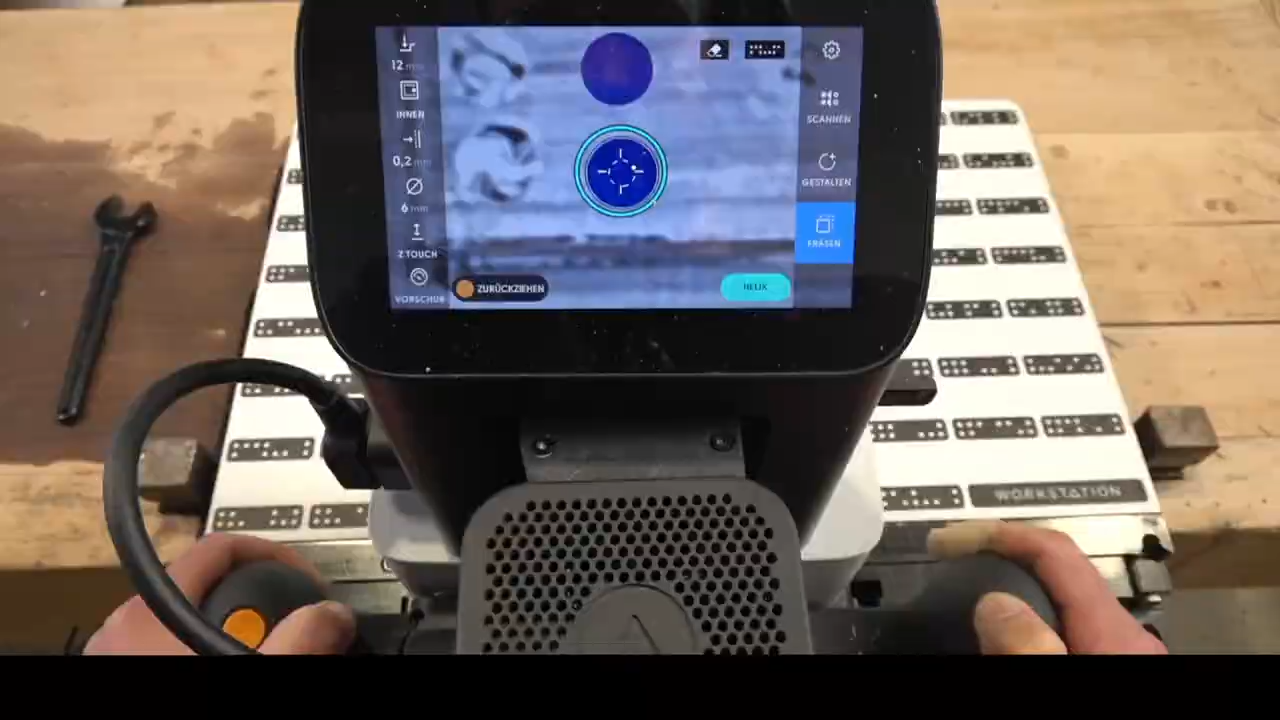 12 mm
INNEN
0,2 mm
6 mm
Z TOUCH
VORSCHUB
ZURÜCKZIEHEN
HELIX
SCANNEN
GESTALTEN
FRÄSEN
WORKSTATION